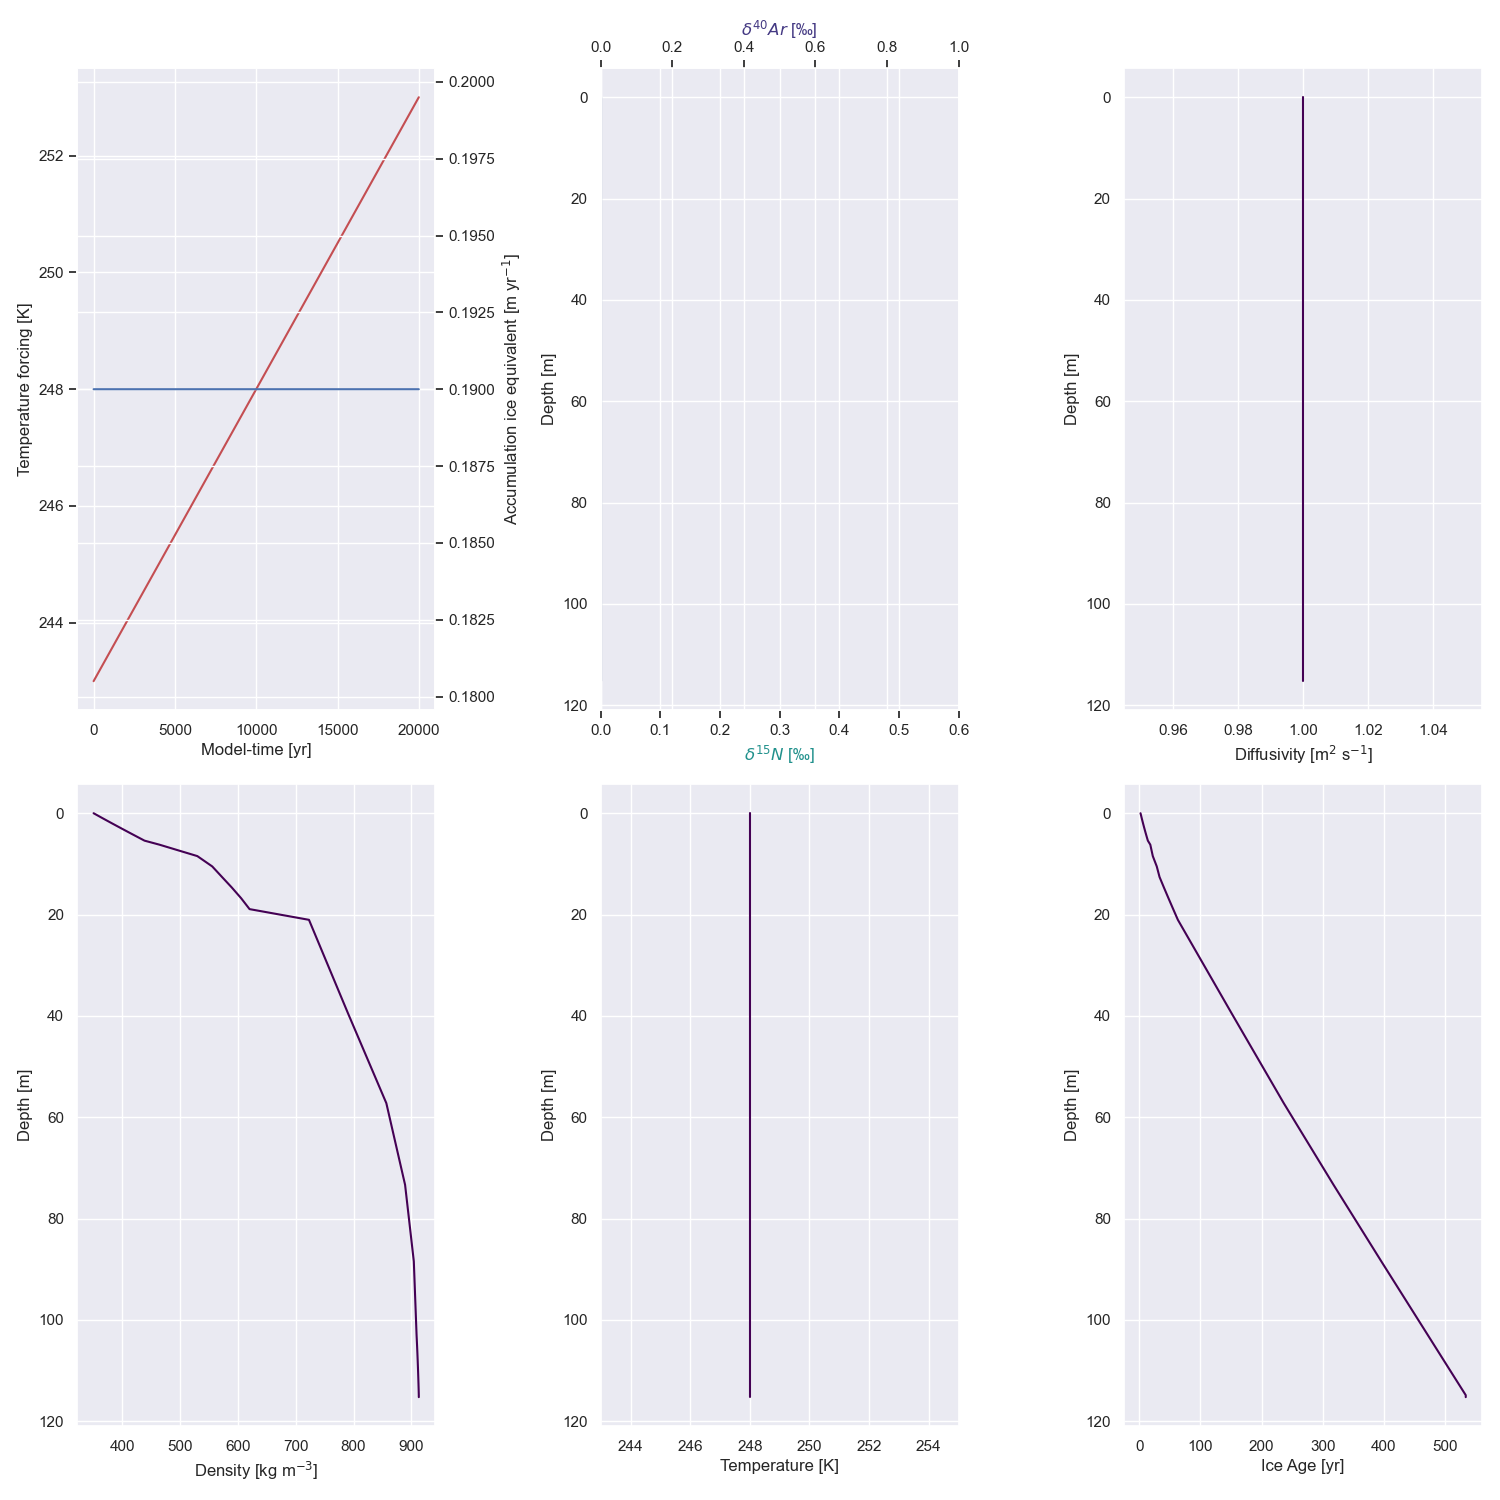 δ⁴⁰Ar [‰]
0.0 0.2 0.4 0.6 0.8 1.0
Temperature forcing [K]
252
250
248
246
244
0.2000
0.1975
0.1950
0.1925
0.1900
0.1875
0.1850
0.1825
0.1800
Accumulation ice equivalent [m yr⁻¹]
0 5000 10000 15000 20000
Model-time [yr]
Depth [m]
0
20
40
60
80
100
120
0.0 0.1 0.2 0.3 0.4 0.5 0.6
δ¹⁵N [‰]
Depth [m]
0
20
40
60
80
100
120
0.96 0.98 1.00 1.02 1.04
Diffusivity [m² s⁻¹]
Depth [m]
0
20
40
60
80
100
120
400 500 600 700 800 900
Density [kg m⁻³]
Depth [m]
0
20
40
60
80
100
120
244 246 248 250 252 254
Temperature [K]
Depth [m]
0
20
40
60
80
100
120
0 100 200 300 400 500
Ice Age [yr]